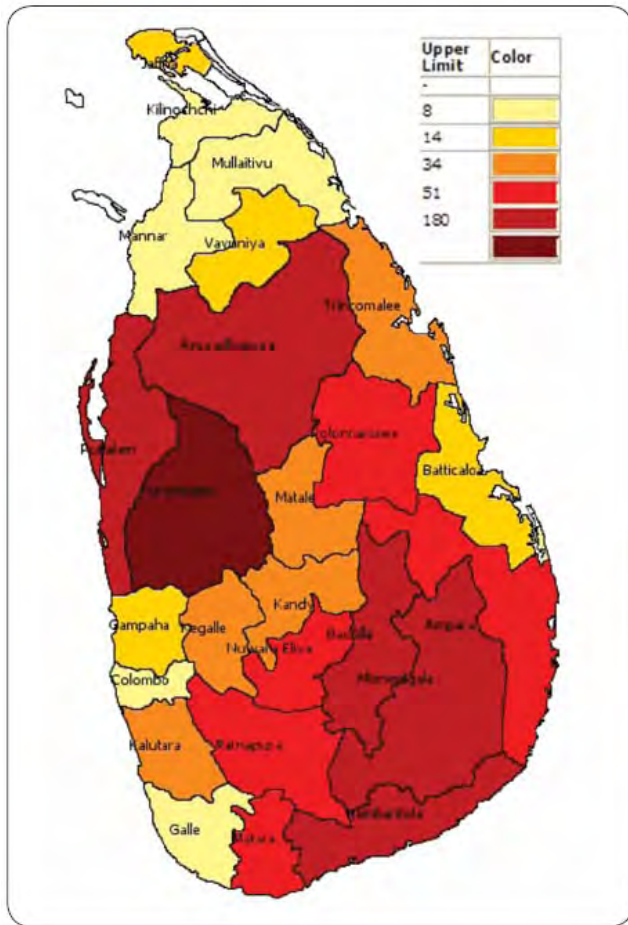 Upper Limit Color
-
8
14
34
51
180
Jaffna
Kilinochchi
Mullaitivu
Mannar
Vavuniya
Trincomalee
Anuradhapura
Polonnaruwa
Puttalam
Batticaloa
Kurunegala
Matale
Kandy
Gampaha
Kegalle
Nuwara Eliya
Badulla
Ampara
Colombo
Moneragala
Kalutara
Ratnapura
Hambantota
Galle
Matara